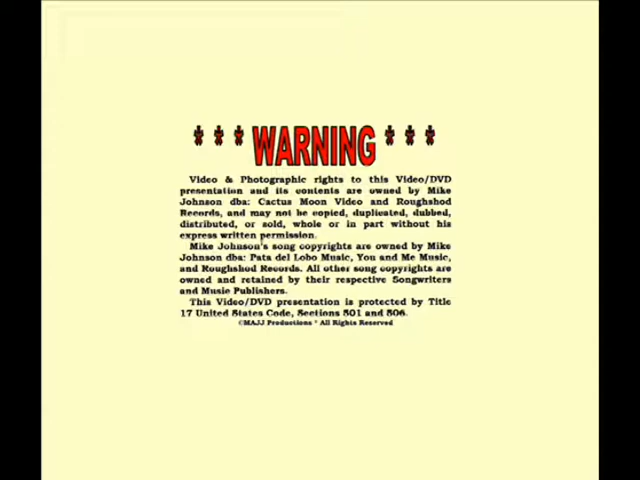 * * * WARNING * * *
Video & Photographic rights to this Video/DVD
presentation and its contents are owned by Mike
Johnson dba: Cactus Moon Video and Roughshod
Records, and may not be copied, duplicated, dubbed,
distributed, or sold, whole or in part without his
express written permission.
Mike Johnson's song copyrights are owned by Mike
Johnson dba: Pata del Lobo Music, You and Me Music,
and Roughshod Records. All other song copyrights are
owned and retained by their respective Songwriters
and Music Publishers.
This Video/DVD presentation is protected by Title
17 United States Code, Sections 501 and 506.
©MAJJ Productions * All Rights Reserved